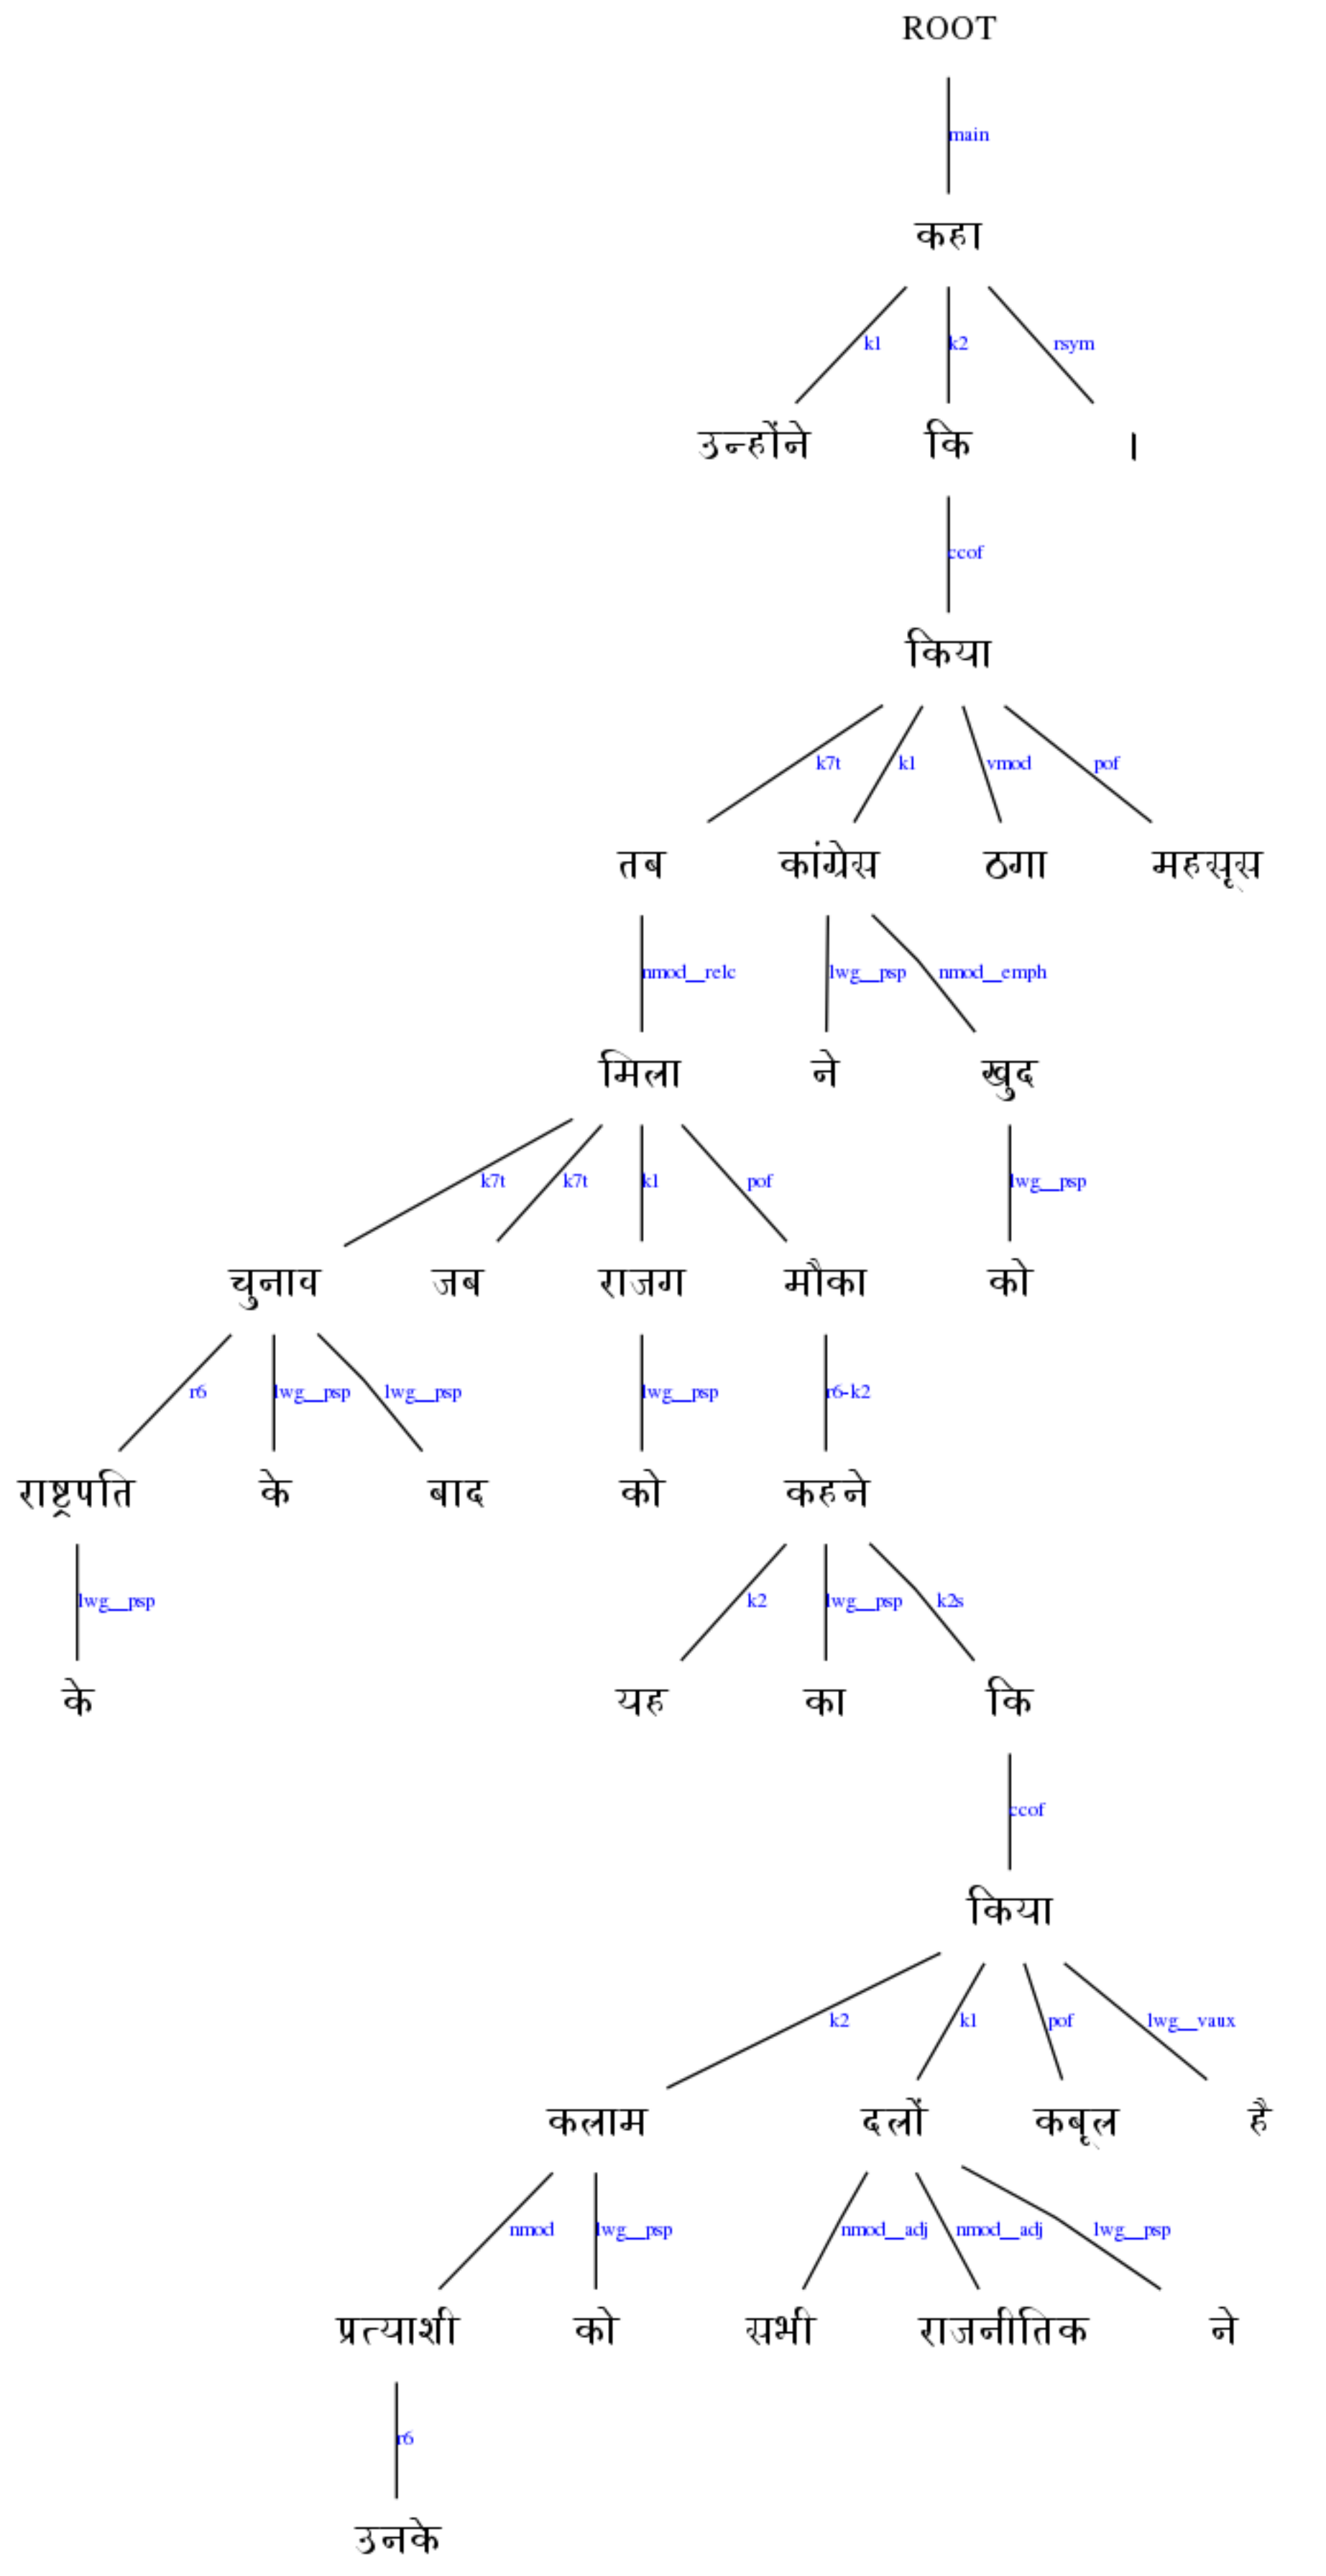 ROOT
main
कहा
k1 k2 rsym
उन्होंने कि ।
ccof
किया
k7t k1 vmod pof
तब कांग्रेस ठगा महसूस
nmod__relc lwg__psp nmod__emph
मिला ने खुद
k7t k7t k1 pof lwg__psp
चुनाव जब राजग मौका को
r6 lwg__psp lwg__psp lwg__psp r6-k2
राष्ट्रपति के बाद को कहने
lwg__psp k2 lwg__psp k2s
के यह का कि
ccof
किया
k2 k1 pof lwg__vaux
कलाम दलों कबूल है
nmod lwg__psp nmod__adj nmod__adj lwg__psp
प्रत्याशी को सभी राजनीतिक ने
r6
उनके